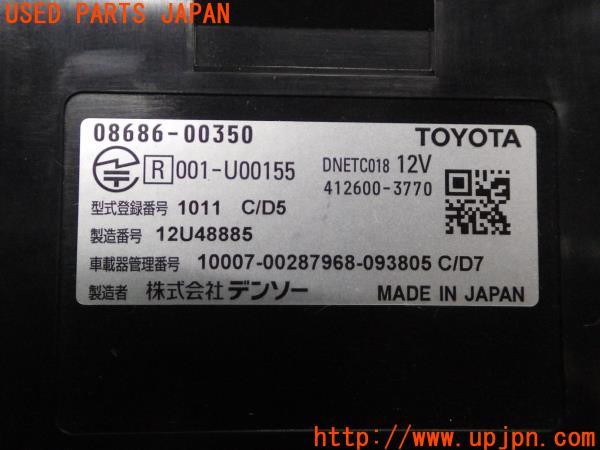 USED PARTS JAPAN
08686-00350
TOYOTA
R 001-U00155
DNETC018 12V
412600-3770
型式登録番号 1011 C/D5
製造番号 12U48885
車載器管理番号 10007-00287968-093805 C/D7
製造者 株式会社 デンソー
MADE IN JAPAN
UPJ http://www.upjpn.com